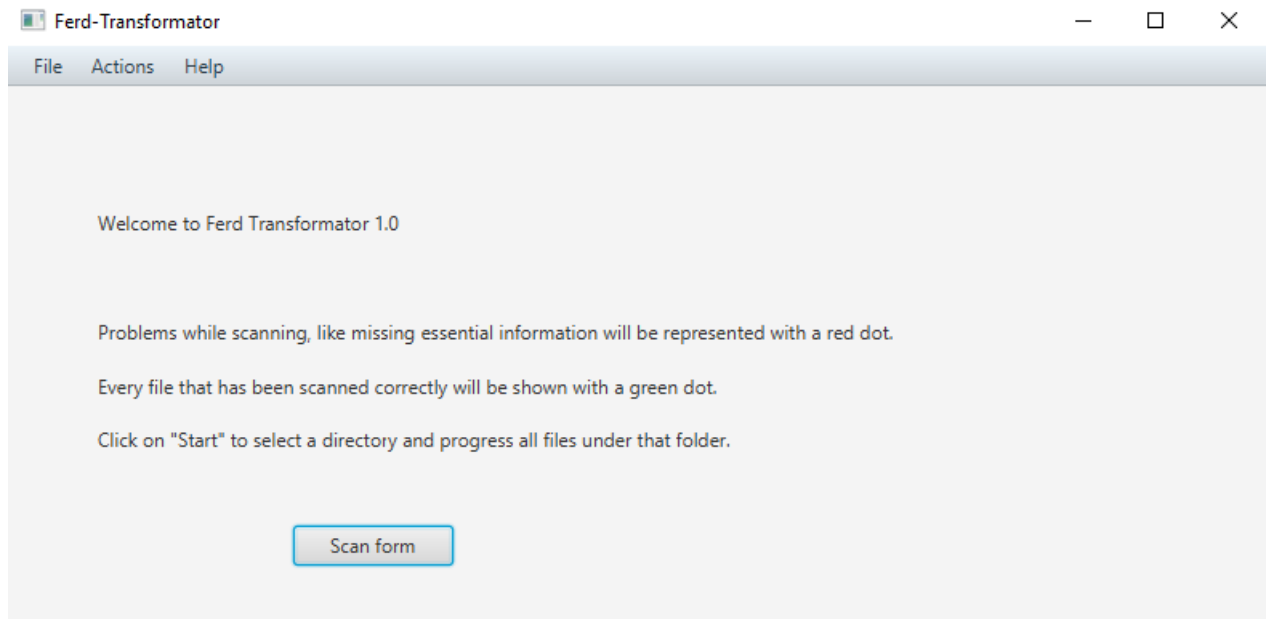 Ferd-Transformator
File Actions Help
Welcome to Ferd Transformator 1.0
Problems while scanning, like missing essential information will be represented with a red dot.
Every file that has been scanned correctly will be shown with a green dot.
Click on "Start" to select a directory and progress all files under that folder.
Scan form